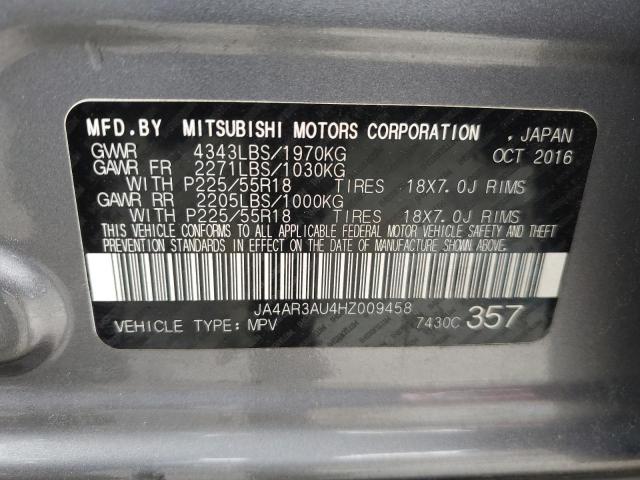 MFD.BY MITSUBISHI MOTORS CORPORATION , JAPAN
GVWR 4343LBS/1970KG OCT 2016
GAWR FR 2271LBS/1030KG
WITH P225/55R18 TIRES 18X7.0J RIMS
GAWR RR 2205LBS/1000KG
WITH P225/55R18 TIRES 18X7.0J RIMS
THIS VEHICLE CONFORMS TO ALL APPLICABLE FEDERAL MOTOR VEHICLE SAFETY AND THEFT
PREVENTION STANDARDS IN EFFECT ON THE DATE OF MANUFACTURE SHOWN ABOVE.
JA4AR3AU4HZ009458
VEHICLE TYPE: MPV 7430C 357